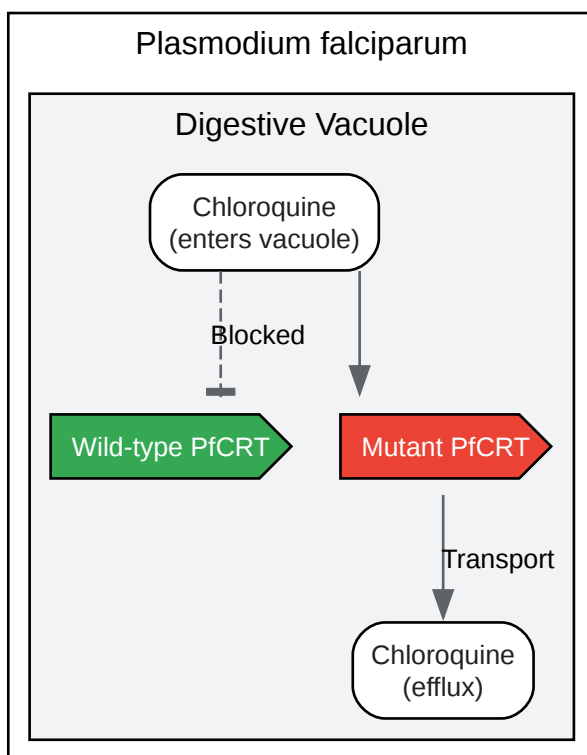 Plasmodium falciparum
Digestive Vacuole
Chloroquine
(enters vacuole)
Blocked
Wild-type PfCRT
Mutant PfCRT
Transport
Chloroquine
(efflux)